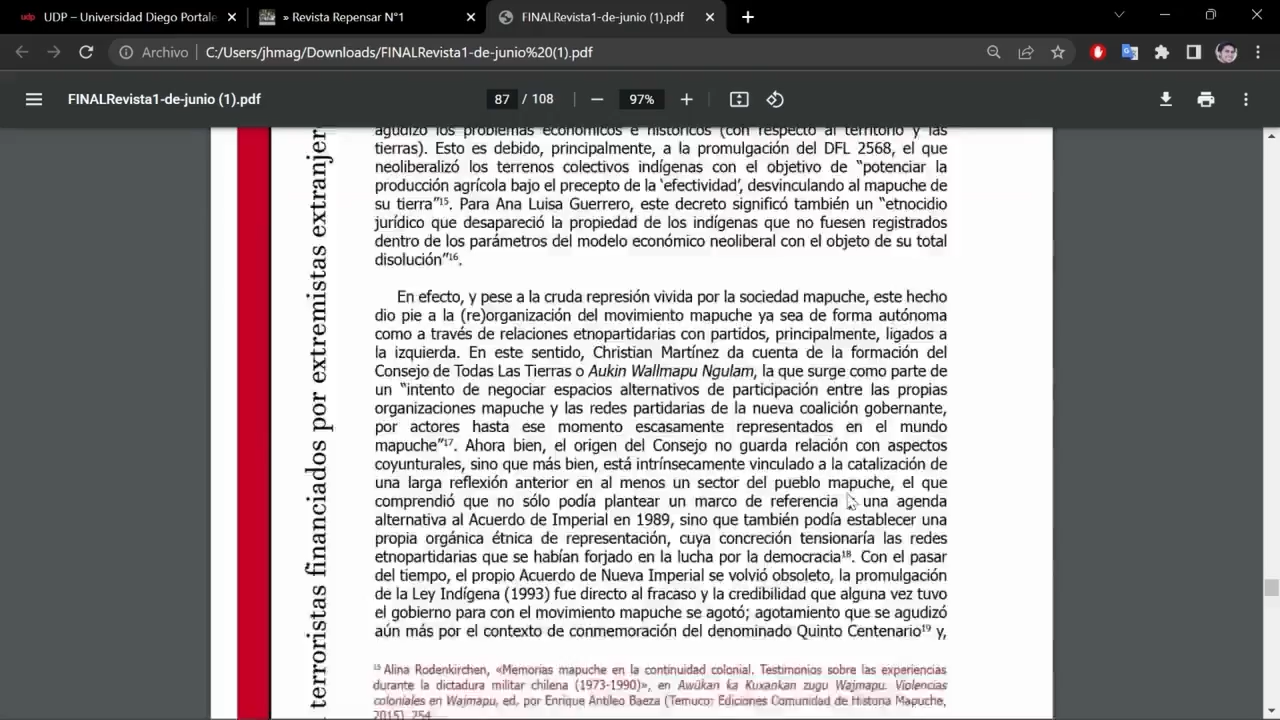 UDP – Universidad Diego Portale
» Revista Repensar N°1
FINALRevista1-de-junio (1).pdf
Archivo
C:/Users/jhmag/Downloads/FINALRevista1-de-junio%20(1).pdf
FINALRevista1-de-junio (1).pdf
87 / 108
97%
terroristas financiados por extremistas extranjer
agudizó los problemas económicos e históricos (con respecto al territorio y las
tierras). Esto es debido, principalmente, a la promulgación del DFL 2568, el que
neoliberalizó los terrenos colectivos indígenas con el objetivo de “potenciar la
producción agrícola bajo el precepto de la ‘efectividad’, desvinculando al mapuche de
su tierra”¹⁵. Para Ana Luisa Guerrero, este decreto significó también un “etnocidio
jurídico que desapareció la propiedad de los indígenas que no fuesen registrados
dentro de los parámetros del modelo económico neoliberal con el objeto de su total
disolución”¹⁶.
En efecto, y pese a la cruda represión vivida por la sociedad mapuche, este hecho
dio pie a la (re)organización del movimiento mapuche ya sea de forma autónoma
como a través de relaciones etnopartidarias con partidos, principalmente, ligados a
la izquierda. En este sentido, Christian Martínez da cuenta de la formación del
Consejo de Todas Las Tierras o Aukin Wallmapu Ngulam, la que surge como parte de
un “intento de negociar espacios alternativos de participación entre las propias
organizaciones mapuche y las redes partidarias de la nueva coalición gobernante,
por actores hasta ese momento escasamente representados en el mundo
mapuche”¹⁷. Ahora bien, el origen del Consejo no guarda relación con aspectos
coyunturales, sino que más bien, está intrínsecamente vinculado a la catalización de
una larga reflexión anterior en al menos un sector del pueblo mapuche, el que
comprendió que no sólo podía plantear un marco de referencia y una agenda
alternativa al Acuerdo de Imperial en 1989, sino que también podía establecer una
propia orgánica étnica de representación, cuya concreción tensionaría las redes
etnopartidarias que se habían forjado en la lucha por la democracia¹⁸. Con el pasar
del tiempo, el propio Acuerdo de Nueva Imperial se volvió obsoleto, la promulgación
de la Ley Indígena (1993) fue directo al fracaso y la credibilidad que alguna vez tuvo
el gobierno para con el movimiento mapuche se agotó; agotamiento que se agudizó
aún más por el contexto de conmemoración del denominado Quinto Centenario¹⁹ y,
¹⁵ Alina Rodenkirchen, «Memorias mapuche en la continuidad colonial. Testimonios sobre las experiencias
durante la dictadura militar chilena (1973-1990)», en Awükan ka Kuxankan zugu Wajmapu. Violencias
coloniales en Wajmapu, ed. por Enrique Antileo Baeza (Temuco: Ediciones Comunidad de Historia Mapuche,
2015), 254.